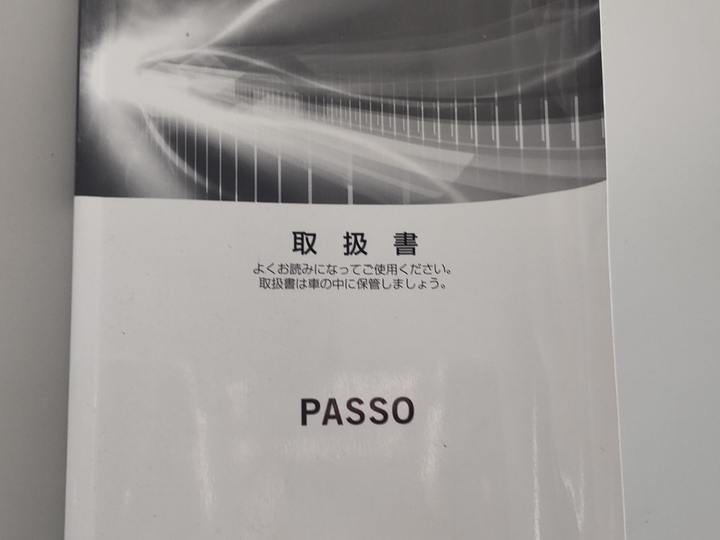 取扱書
よくお読みになってご使用ください。
取扱書は車の中に保管しましょう。
PASSO